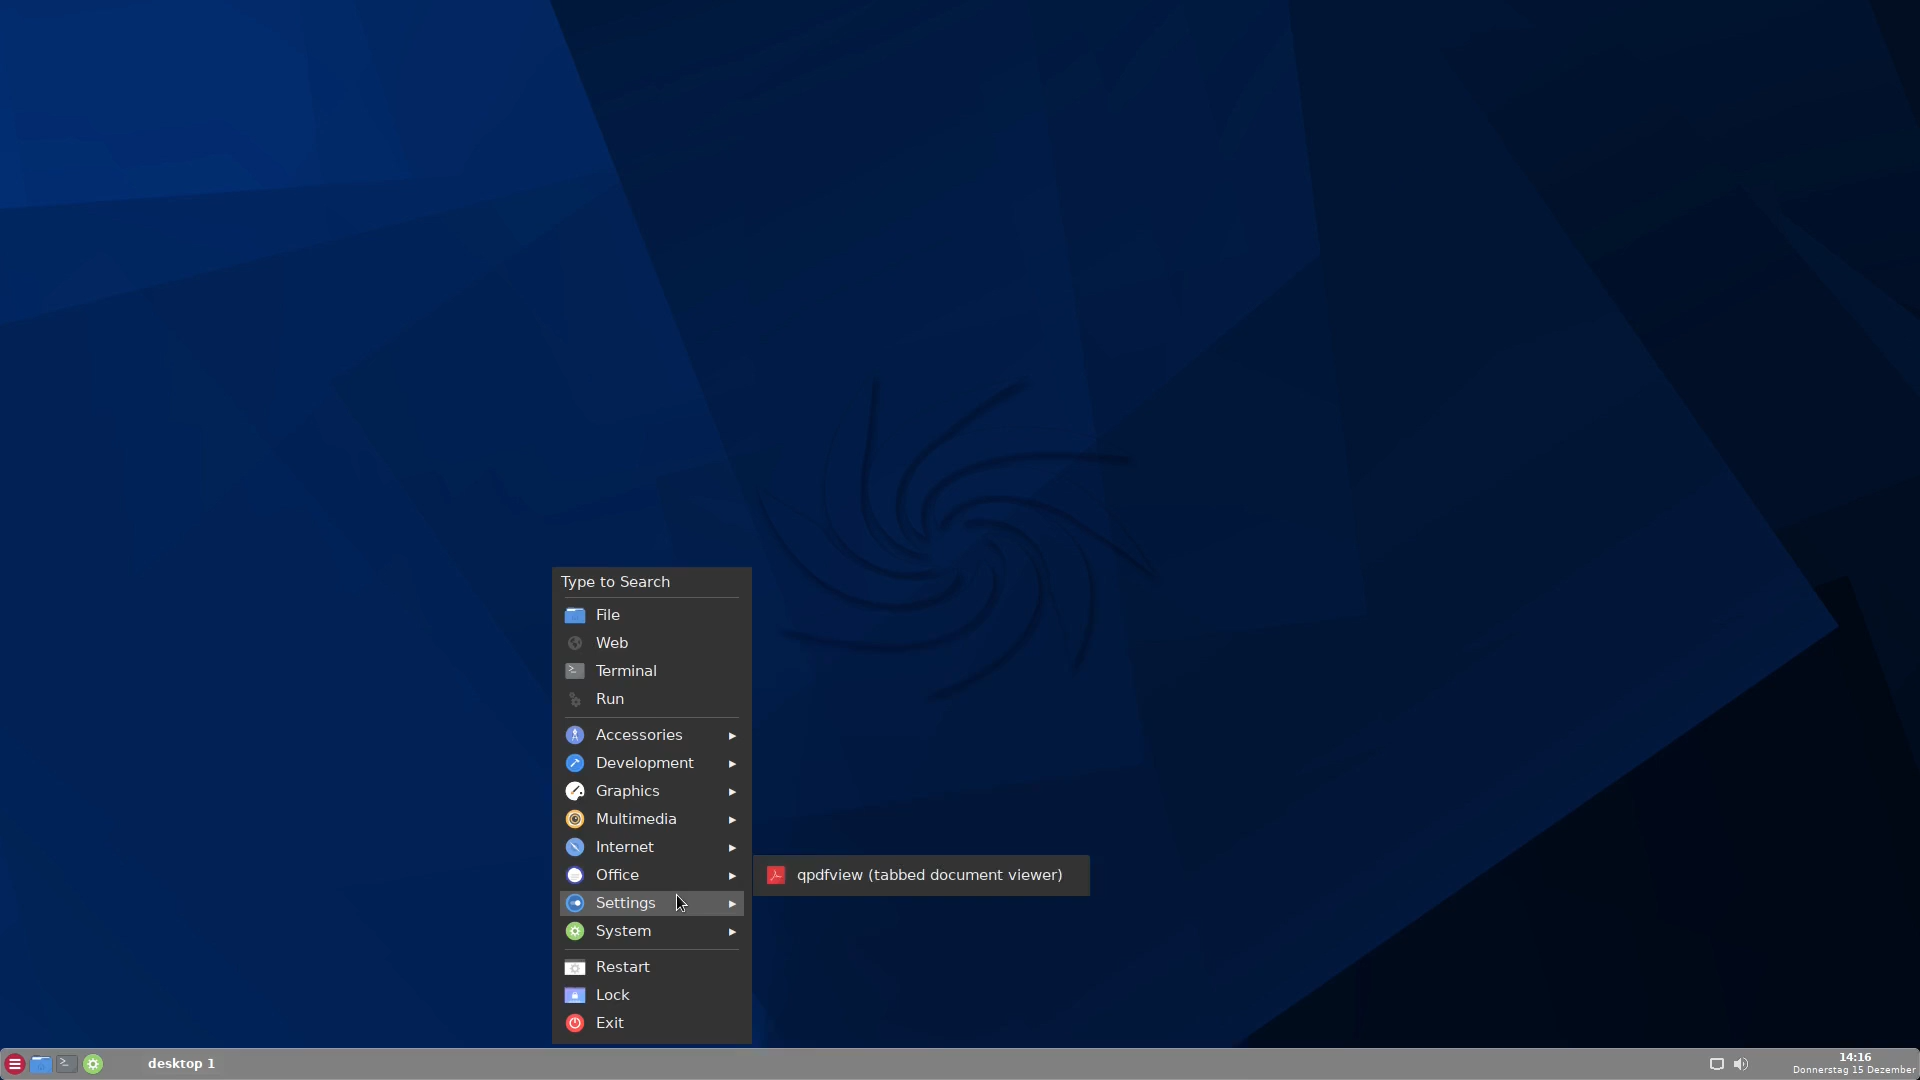 Type to Search
File
Web
Terminal
Run
Accessories
Development
Graphics
Multimedia
Internet
Office
qpdfview (tabbed document viewer)
Settings
System
Restart
Lock
Exit
desktop 1
14:16
Donnerstag 15 Dezember